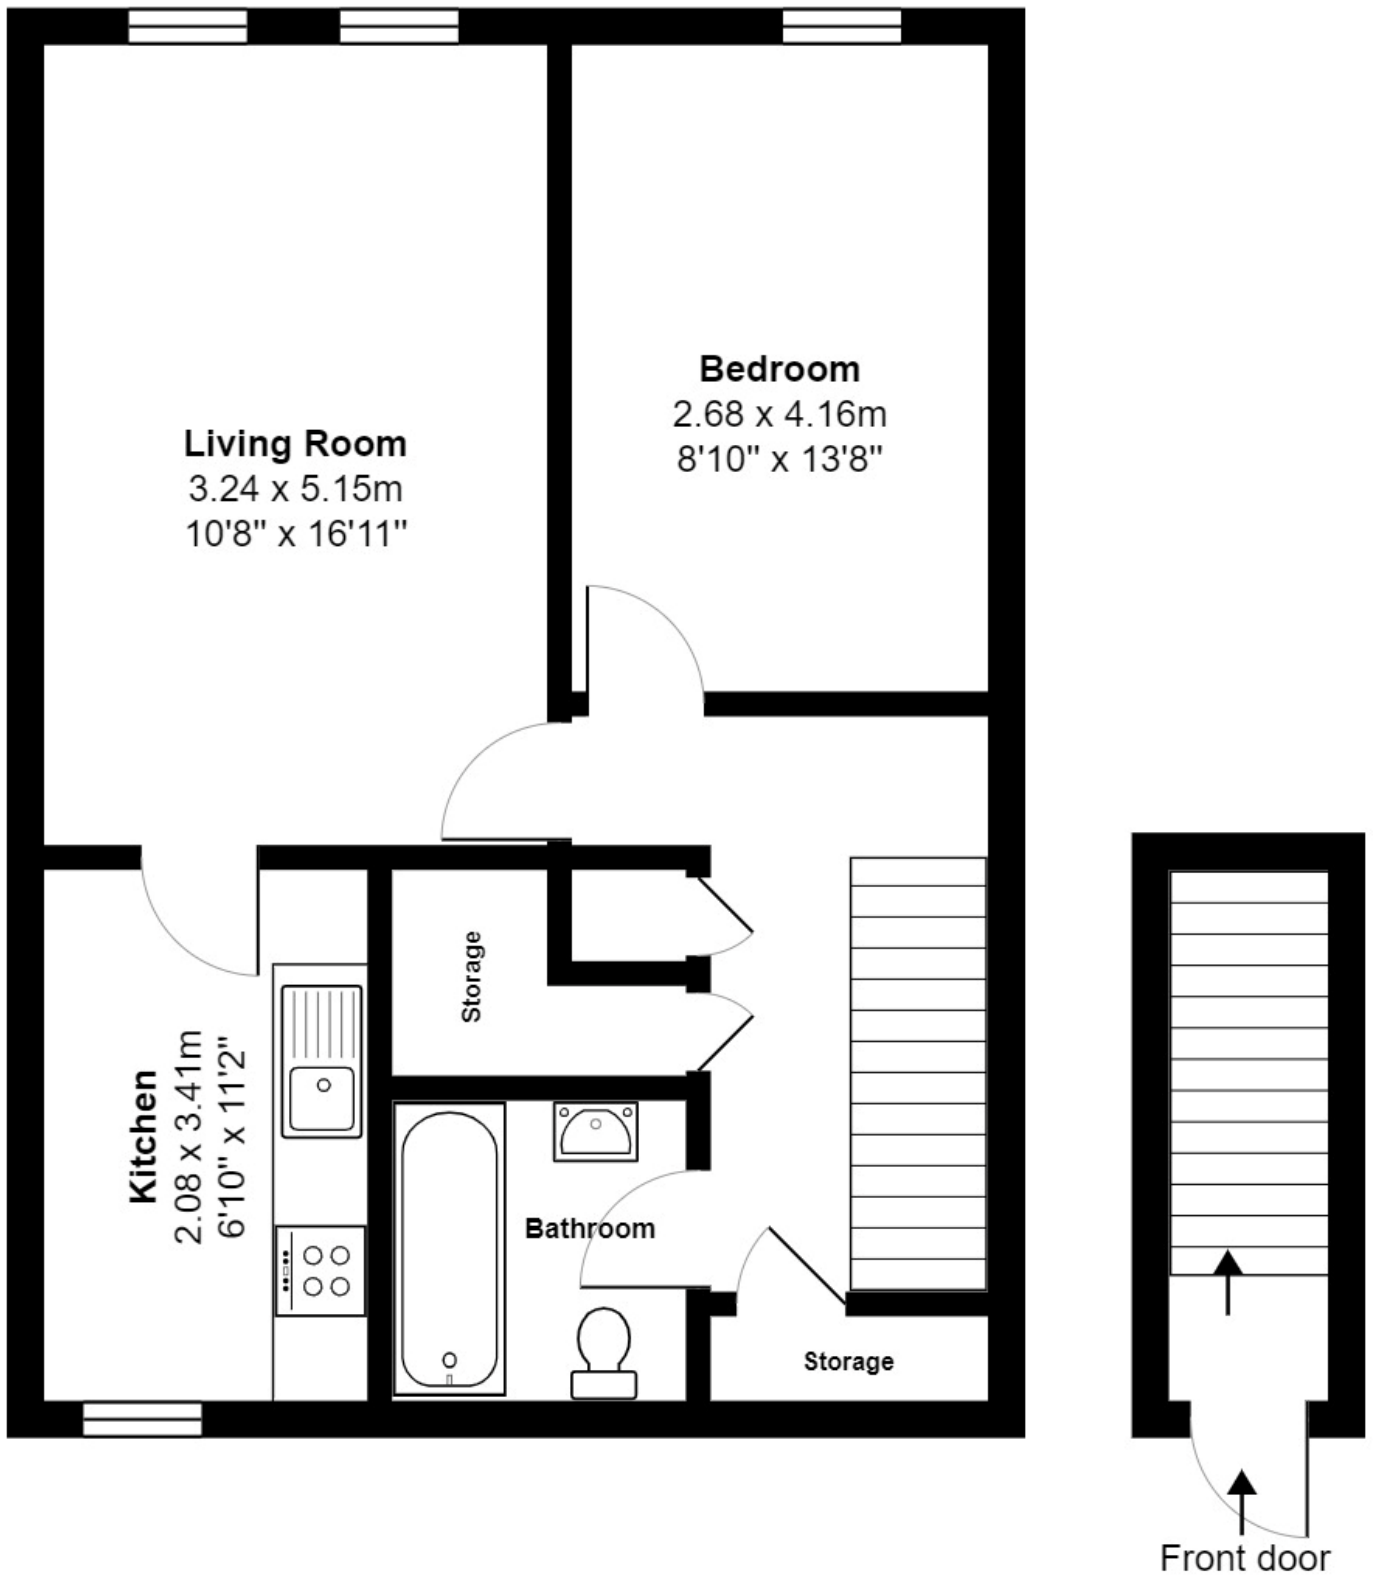 Bedroom
2.68 x 4.16m
8'10" x 13'8"
Living Room
3.24 x 5.15m
10'8" x 16'11"
Storage
Kitchen
2.08 x 3.41m
6'10" x 11'2"
Bathroom
Storage
Front door